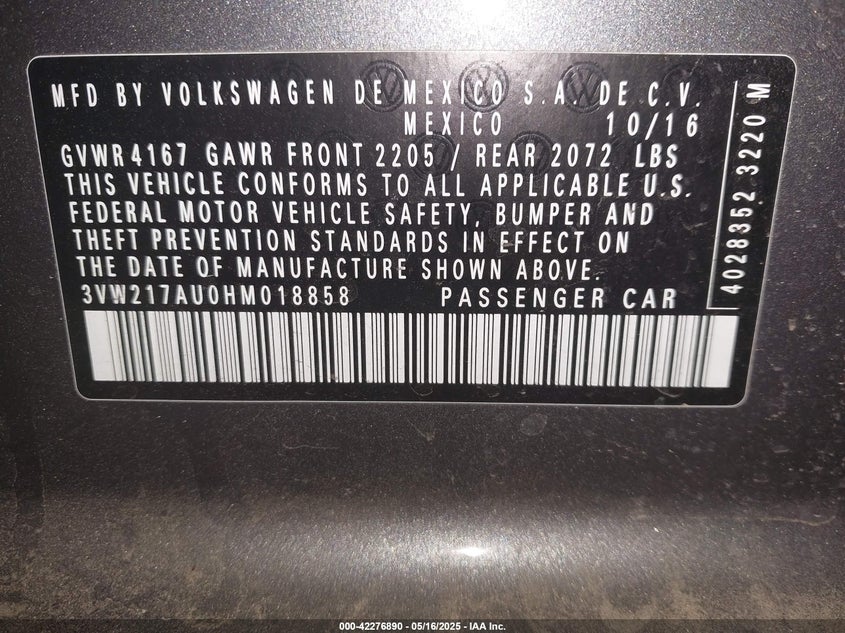 MFD BY VOLKSWAGEN DE MEXICO S.A. DE C.V.
MEXICO 10/16
GVWR 4167 GAWR FRONT 2205 / REAR 2072 LBS
THIS VEHICLE CONFORMS TO ALL APPLICABLE U.S.
FEDERAL MOTOR VEHICLE SAFETY, BUMPER AND
THEFT PREVENTION STANDARDS IN EFFECT ON
THE DATE OF MANUFACTURE SHOWN ABOVE.
3VW217AU0HM018858 PASSENGER CAR
4028352 3220 M
000-42276890 - 05/16/2025 - IAA Inc.